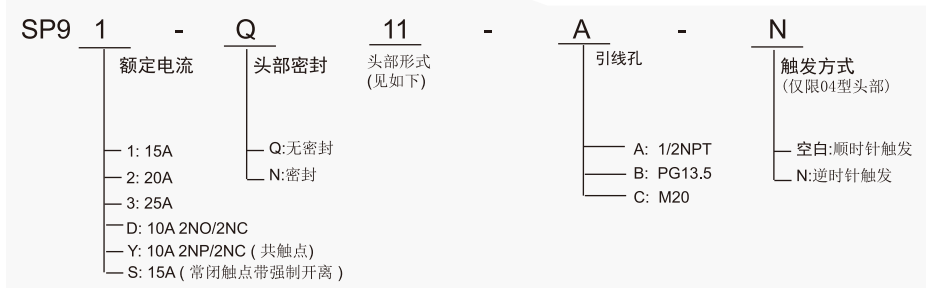 SP9 1 - Q 11 - A - N
额定电流
头部密封
头部形式
(见如下)
引线孔
触发方式
(仅限04型头部)
1: 15A
2: 20A
3: 25A
D: 10A 2NO/2NC
Y: 10A 2NP/2NC ( 共触点)
S: 15A ( 常闭触点带强制开离 )
Q:无密封
N:密封
A: 1/2NPT
B: PG13.5
C: M20
空白:顺时针触发
N:逆时针触发